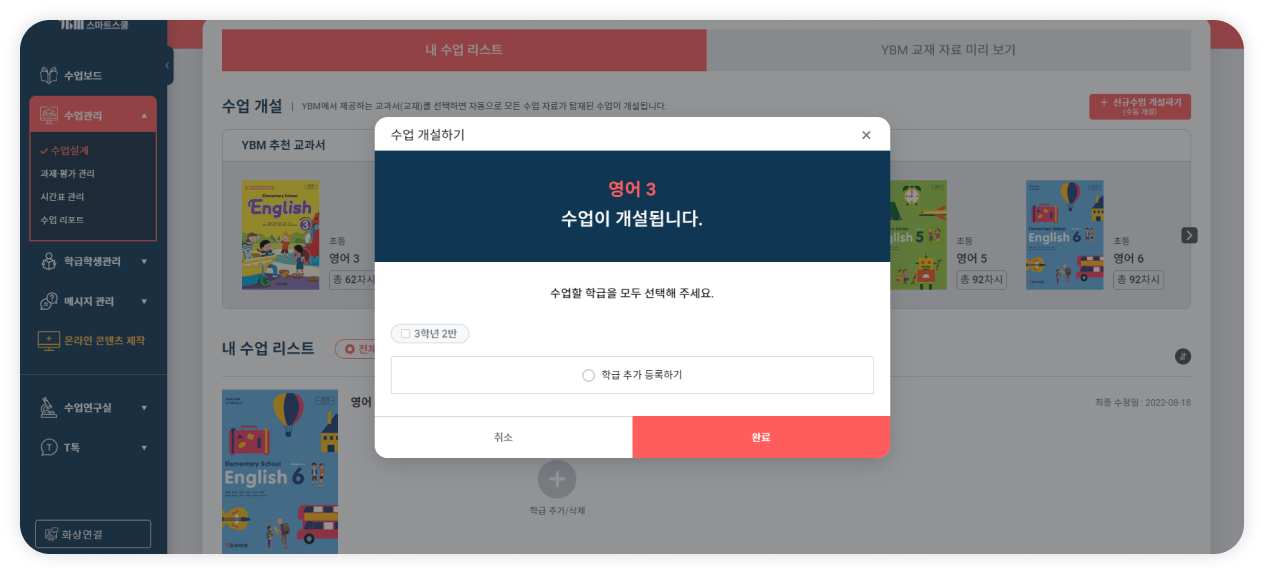 YBM 스마트스쿨
수업보드
수업관리
수업설계
과제·평가 관리
시간표 관리
수업 리포트
학급학생관리
메시지 관리
온라인 콘텐츠 제작
수업연구실
T톡
화상연결
내 수업 리스트
YBM 교재 자료 미리 보기
수업 개설 | YBM에서 제공하는 교과서(교재)를 선택하면 자동으로 모든 수업 자료가 탑재된 수업이 개설됩니다.
+ 신규수업 개설하기
(수동 개설)
YBM 추천 교과서
Elementary School
English
3
초등
영어 3
총 62차시
lish 5
초등
영어 5
총 92차시
Elementary School
English 6
초등
영어 6
총 92차시
수업 개설하기
영어 3
수업이 개설됩니다.
수업할 학급을 모두 선택해 주세요.
3학년 2반
학급 추가 등록하기
취소
완료
내 수업 리스트
전체
영어
최종 수정일 : 2022-08-18
Elementary School
English 6
학급 추가/삭제